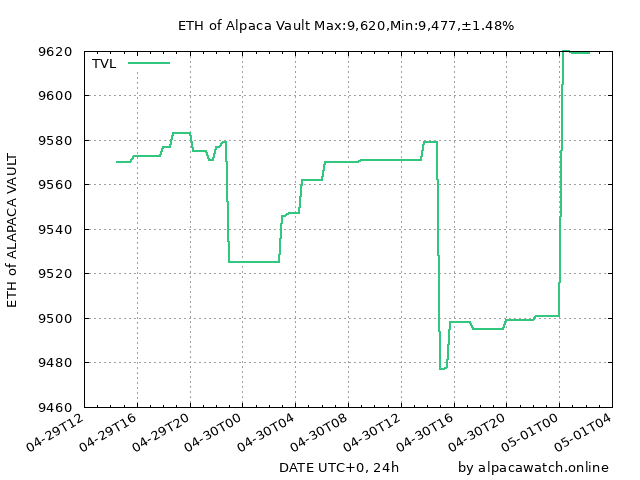 ETH of Alpaca Vault Max:9,620,Min:9,477,±1.48%
TVL
9620
9600
9580
9560
9540
9520
9500
9480
9460
ETH of ALAPACA VAULT
04-29T12
04-29T16
04-29T20
04-30T00
04-30T04
04-30T08
04-30T12
04-30T16
04-30T20
05-01T00
05-01T04
DATE UTC+0, 24h
by alpacawatch.online